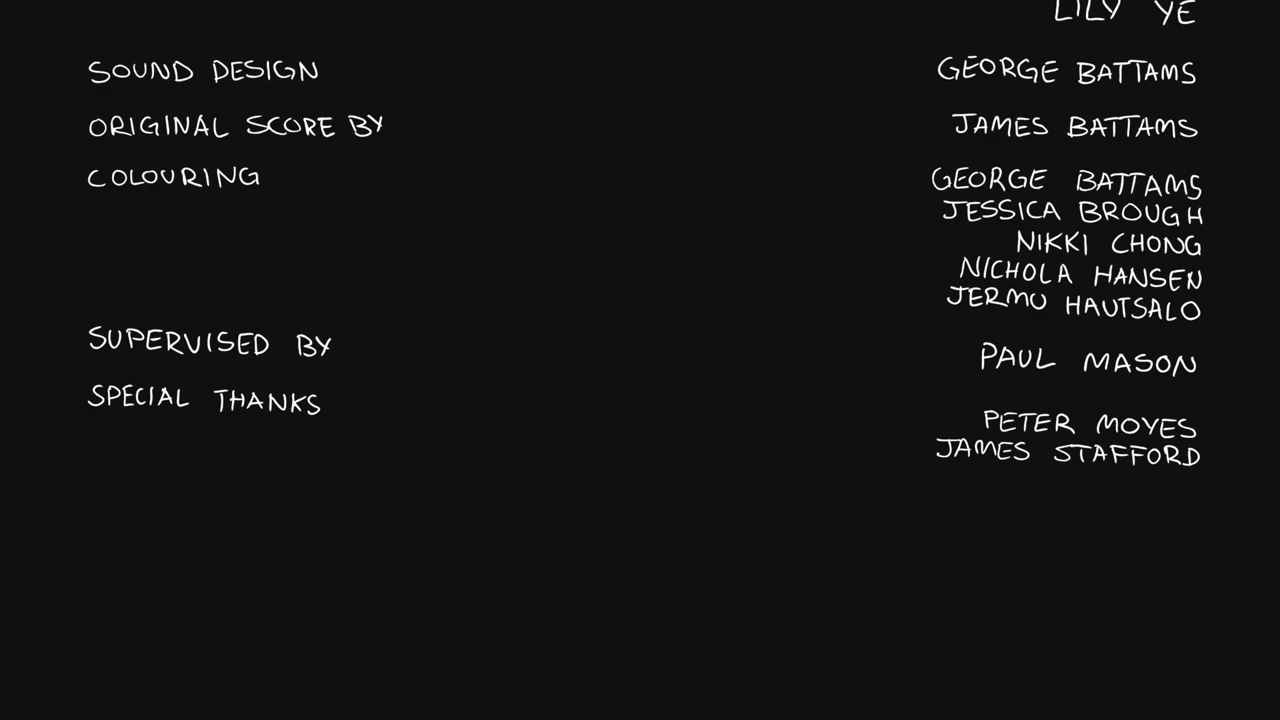 LILY YE
SOUND DESIGN GEORGE BATTAMS
ORIGINAL SCORE BY JAMES BATTAMS
COLOURING GEORGE BATTAMS
JESSICA BROUGH
NIKKI CHONG
NICHOLA HANSEN
JERMU HAUTSALO
SUPERVISED BY PAUL MASON
SPECIAL THANKS PETER MOYES
JAMES STAFFORD